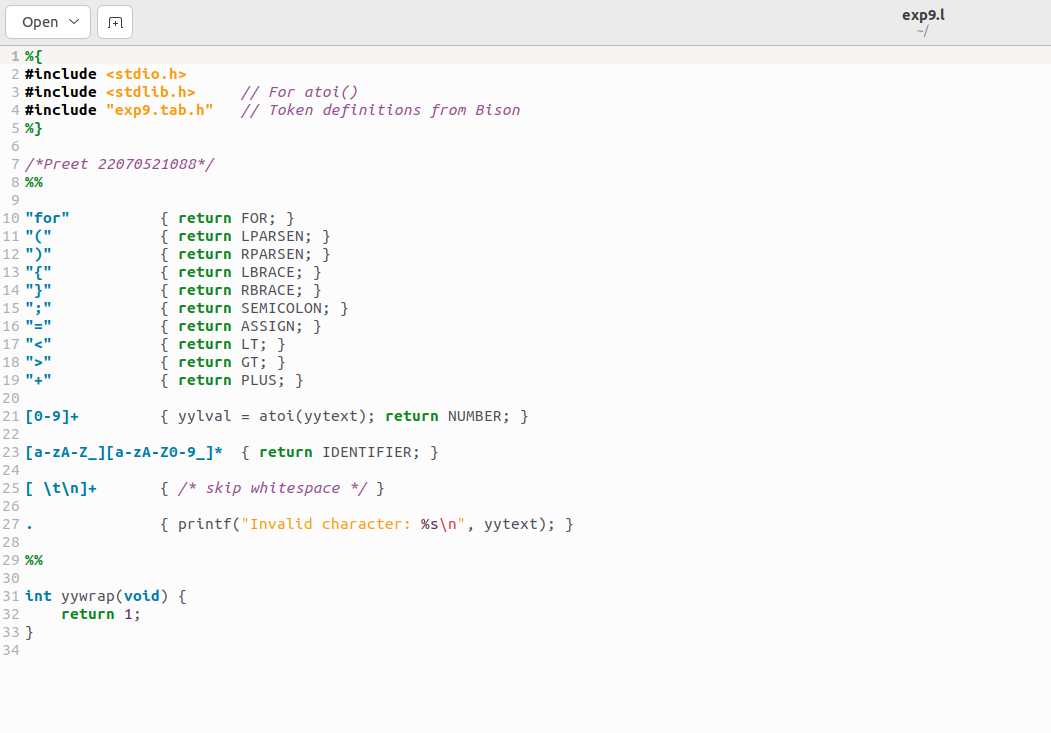 Open
exp9.l
~/
1 %{
2 #include <stdio.h>
3 #include <stdlib.h>     // For atoi()
4 #include "exp9.tab.h"   // Token definitions from Bison
5 %}
6
7 /*Preet 22070521088*/
8 %%
9
10 "for"          { return FOR; }
11 "("            { return LPARSEN; }
12 ")"            { return RPARSEN; }
13 "{"            { return LBRACE; }
14 "}"            { return RBRACE; }
15 ";"            { return SEMICOLON; }
16 "="            { return ASSIGN; }
17 "<"            { return LT; }
18 ">"            { return GT; }
19 "+"            { return PLUS; }
20
21 [0-9]+         { yylval = atoi(yytext); return NUMBER; }
22
23 [a-zA-Z_][a-zA-Z0-9_]*  { return IDENTIFIER; }
24
25 [ \t\n]+       { /* skip whitespace */ }
26
27 .              { printf("Invalid character: %s\n", yytext); }
28
29 %%
30
31 int yywrap(void) {
32     return 1;
33 }
34